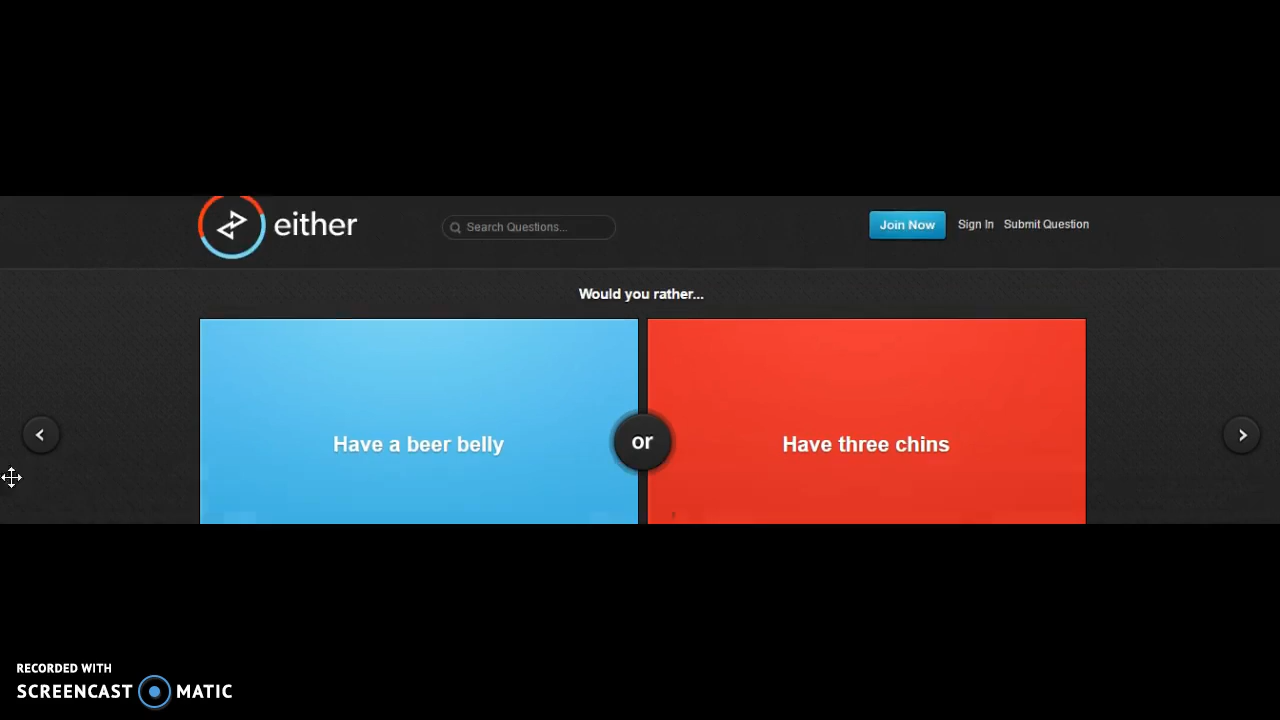 either
Search Questions...
Join Now
Sign In
Submit Question
Would you rather...
Have a beer belly
or
Have three chins
RECORDED WITH
SCREENCAST MATIC